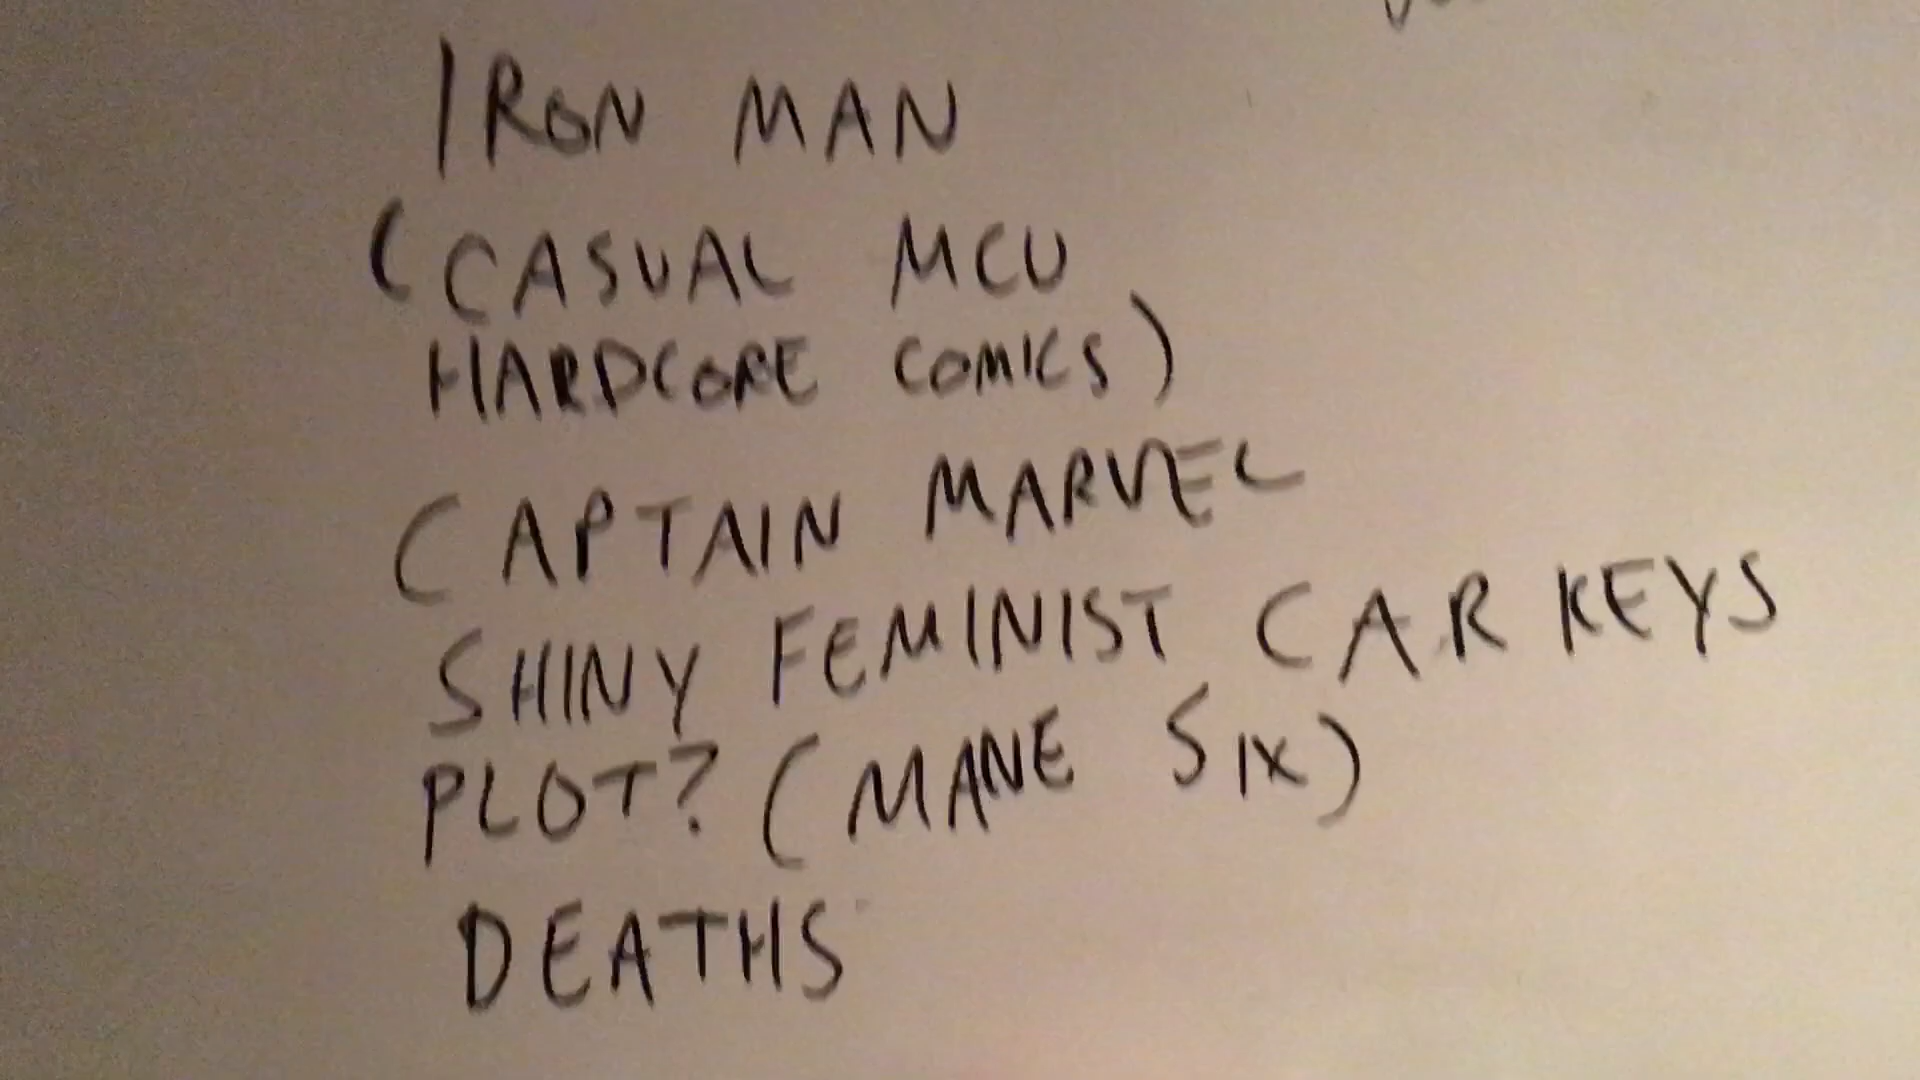 IRON MAN
(CASUAL MCU
HARDCORE COMICS)
CAPTAIN MARVEL
SHINY FEMINIST CAR KEYS
PLOT? (MANE SIX)
DEATHS